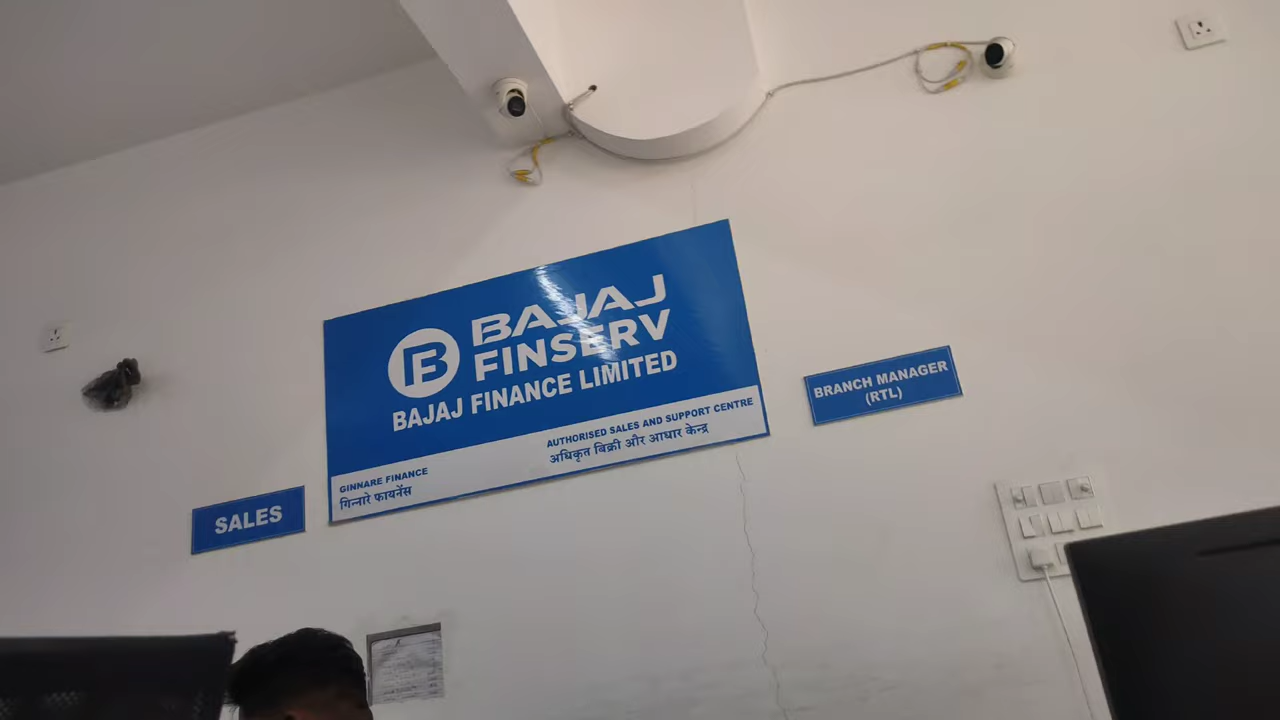 BAJAJ
FINSERV
BAJAJ FINANCE LIMITED
GINNARE FINANCE
गिन्नारे फायनेंस
AUTHORISED SALES AND SUPPORT CENTRE
अधिकृत बिक्री और आधार केन्द्र
SALES
BRANCH MANAGER
(RTL)